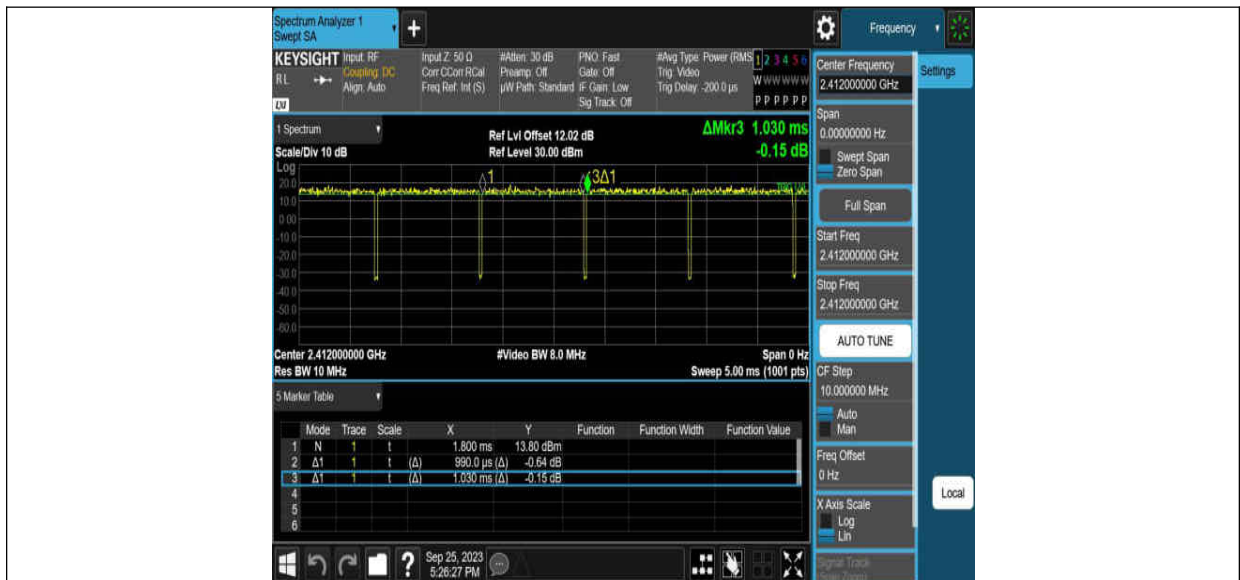 Spectrum Analyzer 1
Swept SA
+
Frequency
KEYSIGHT
RL
LXI
Input: RF
Coupling: DC
Align: Auto
Input Z: 50 Ω
Corr CCorr RCal
Freq Ref: Int (S)
#Atten: 30 dB
Preamp: Off
µW Path: Standard
PNO: Fast
Gate: Off
IF Gain: Low
Sig Track: Off
#Avg Type: Power (RMS
Trig: Video
Trig Delay: -200.0 µs
1 2 3 4 5 6
W W W W W W
P P P P P P
1 Spectrum
Scale/Div 10 dB
Log
Ref Lvl Offset 12.02 dB
Ref Level 30.00 dBm
ΔMkr3 1.030 ms
-0.15 dB
1
3Δ1
20.0
10.0
0.00
-10.0
-20.0
-30.0
-40.0
-50.0
-60.0
Center 2.412000000 GHz
#Video BW 8.0 MHz
Span 0 Hz
Res BW 10 MHz
Sweep 5.00 ms (1001 pts)
5 Marker Table
Mode Trace Scale X Y Function Function Width Function Value
1 N 1 t 1.800 ms 13.80 dBm
2 Δ1 1 t (Δ) 990.0 µs (Δ) -0.64 dB
3 Δ1 1 t (Δ) 1.030 ms (Δ) -0.15 dB
4
5
6
Center Frequency
2.412000000 GHz
Span
0.00000000 Hz
Swept Span
Zero Span
Full Span
Start Freq
2.412000000 GHz
Stop Freq
2.412000000 GHz
AUTO TUNE
CF Step
10.000000 MHz
Auto
Man
Freq Offset
0 Hz
X Axis Scale
Log
Lin
Signal Track
(Span Zoom)
Settings
Local
?
Sep 25, 2023
5:26:27 PM